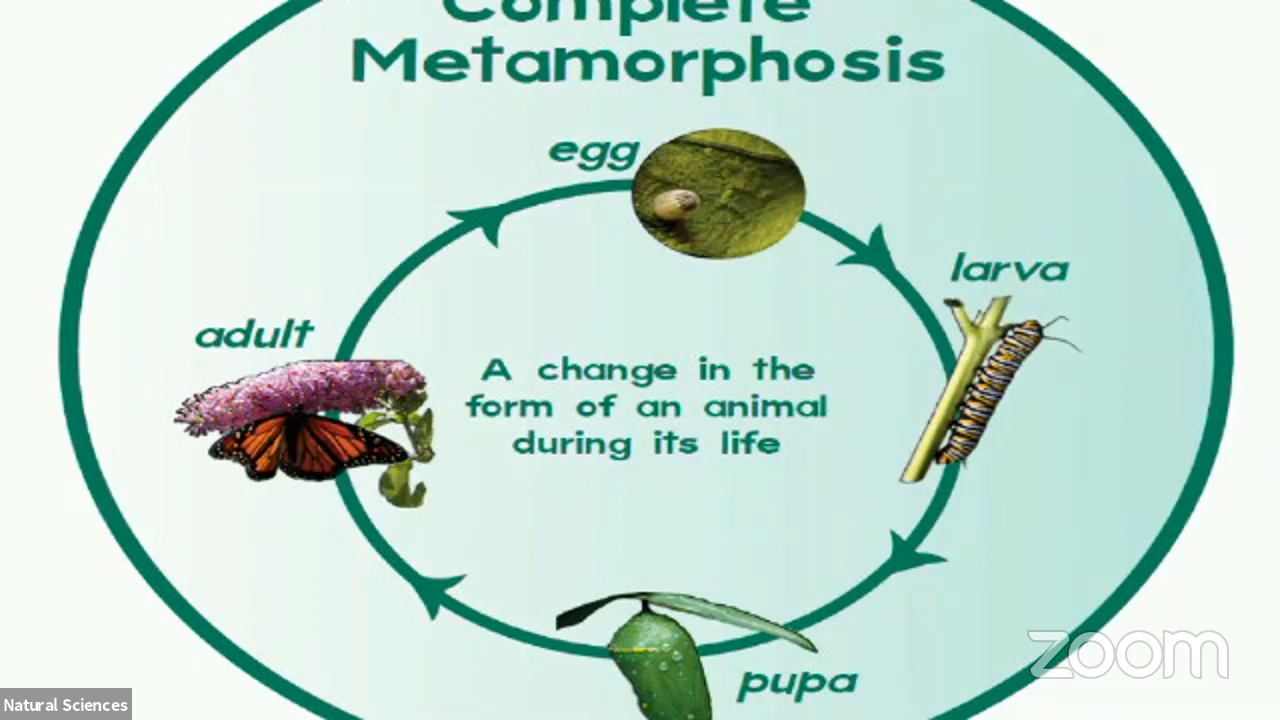 Complete
Metamorphosis
egg
larva
adult
A change in the
form of an animal
during its life
pupa
zoom
Natural Sciences